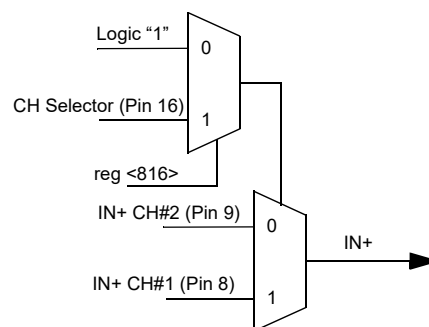 Logic “1”
0
CH Selector (Pin 16)
1
reg <816>
IN+ CH#2 (Pin 9)
0
IN+
IN+ CH#1 (Pin 8)
1